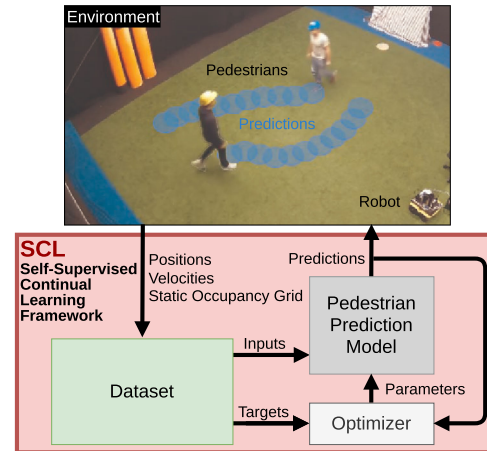 Environment
Pedestrians
Predictions
Robot
SCL
Self-Supervised
Continual
Learning
Framework
Positions
Velocities
Static Occupancy Grid
Predictions
Pedestrian
Prediction
Model
Inputs
Dataset
Parameters
Targets
Optimizer